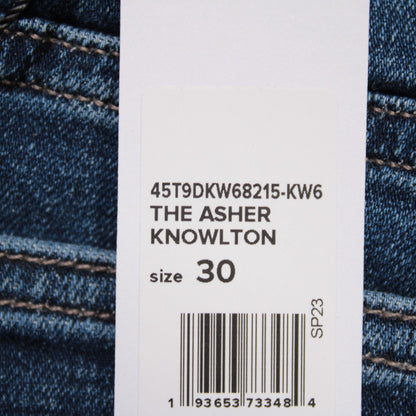 45T9DKW68215-KW6
THE ASHER
KNOWLTON
size 30
SP23
1 93653 73348 4